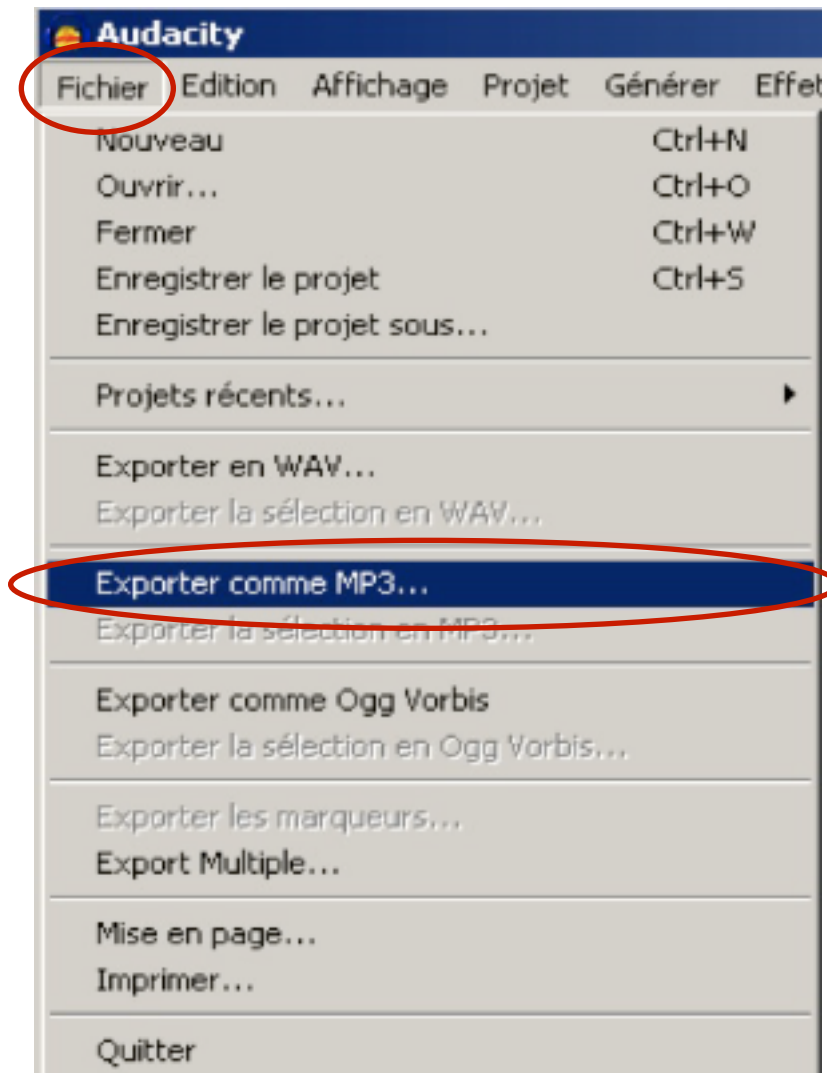 Audacity
Fichier Edition Affichage Projet Générer Effet
Nouveau Ctrl+N
Ouvrir... Ctrl+O
Fermer Ctrl+W
Enregistrer le projet Ctrl+S
Enregistrer le projet sous...
Projets récents...
Exporter en WAV...
Exporter la sélection en WAV...
Exporter comme MP3...
Exporter la sélection en MP3...
Exporter comme Ogg Vorbis
Exporter la sélection en Ogg Vorbis...
Exporter les marqueurs...
Export Multiple...
Mise en page...
Imprimer...
Quitter